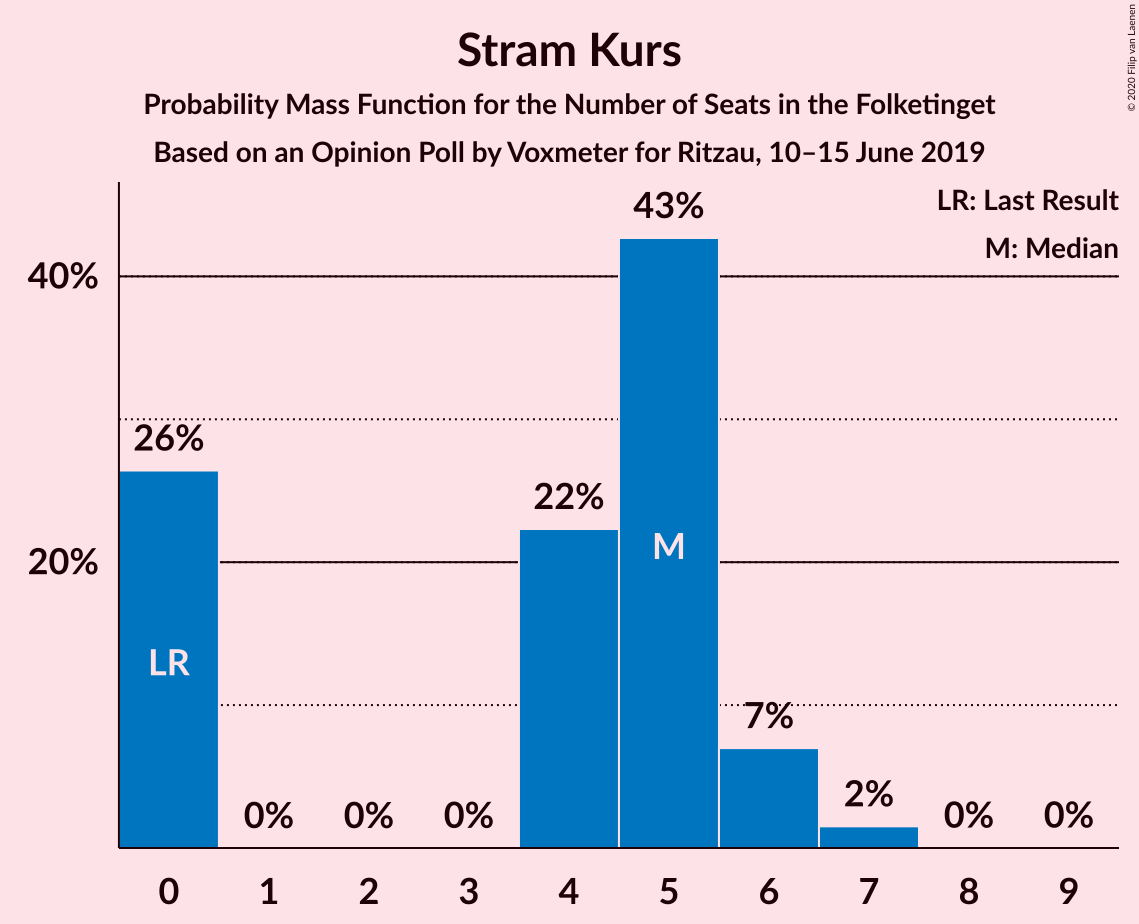 Stram Kurs
Probability Mass Function for the Number of Seats in the Folketinget
Based on an Opinion Poll by Voxmeter for Ritzau, 10–15 June 2019
© 2020 Filip van Laenen
LR: Last Result
M: Median
43%
40%
26%
22%
M
20%
LR
7%
2%
0%
0%
0%
0%
0%
0 1 2 3 4 5 6 7 8 9